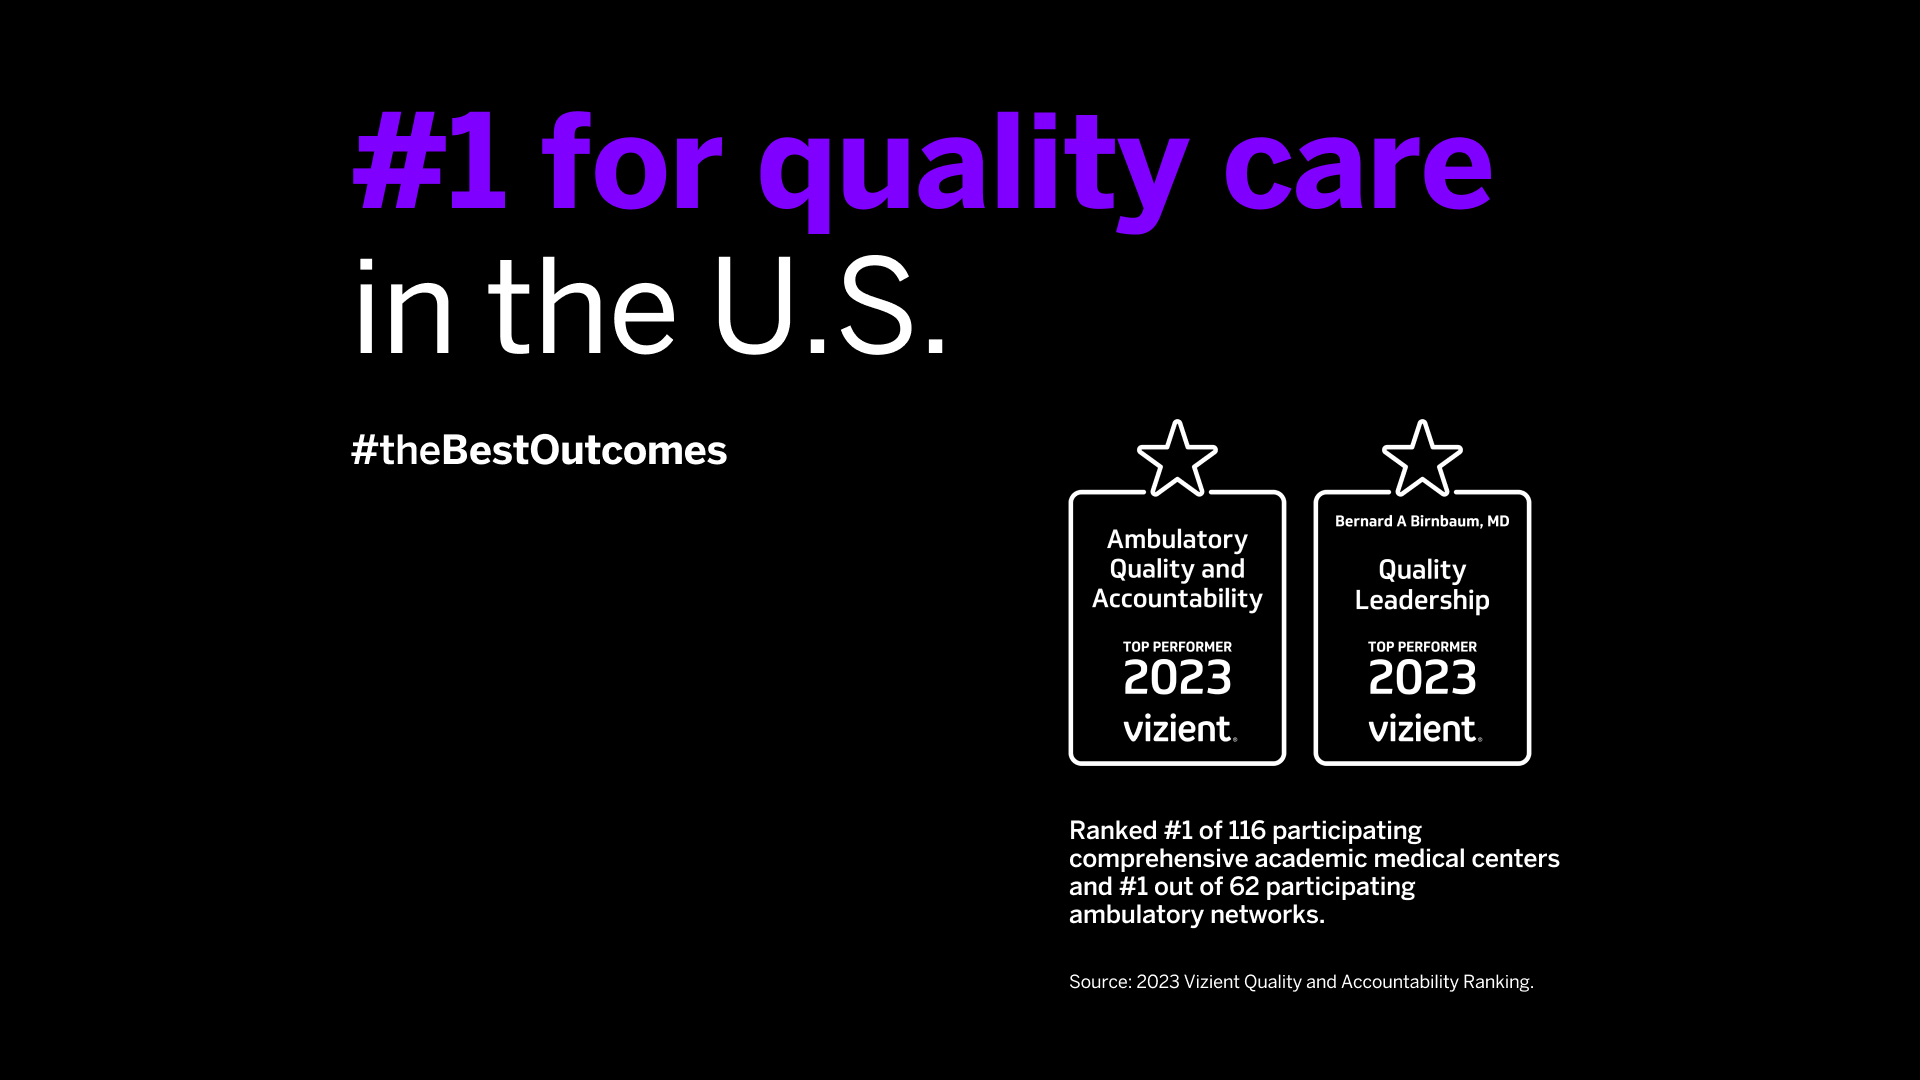 #1 for quality care
in the U.S.
#theBestOutcomes
Ambulatory
Quality and
Accountability
TOP PERFORMER
2023
vizient®
Bernard A Birnbaum, MD
Quality
Leadership
TOP PERFORMER
2023
vizient®
Ranked #1 of 116 participating
comprehensive academic medical centers
and #1 out of 62 participating
ambulatory networks.
Source: 2023 Vizient Quality and Accountability Ranking.